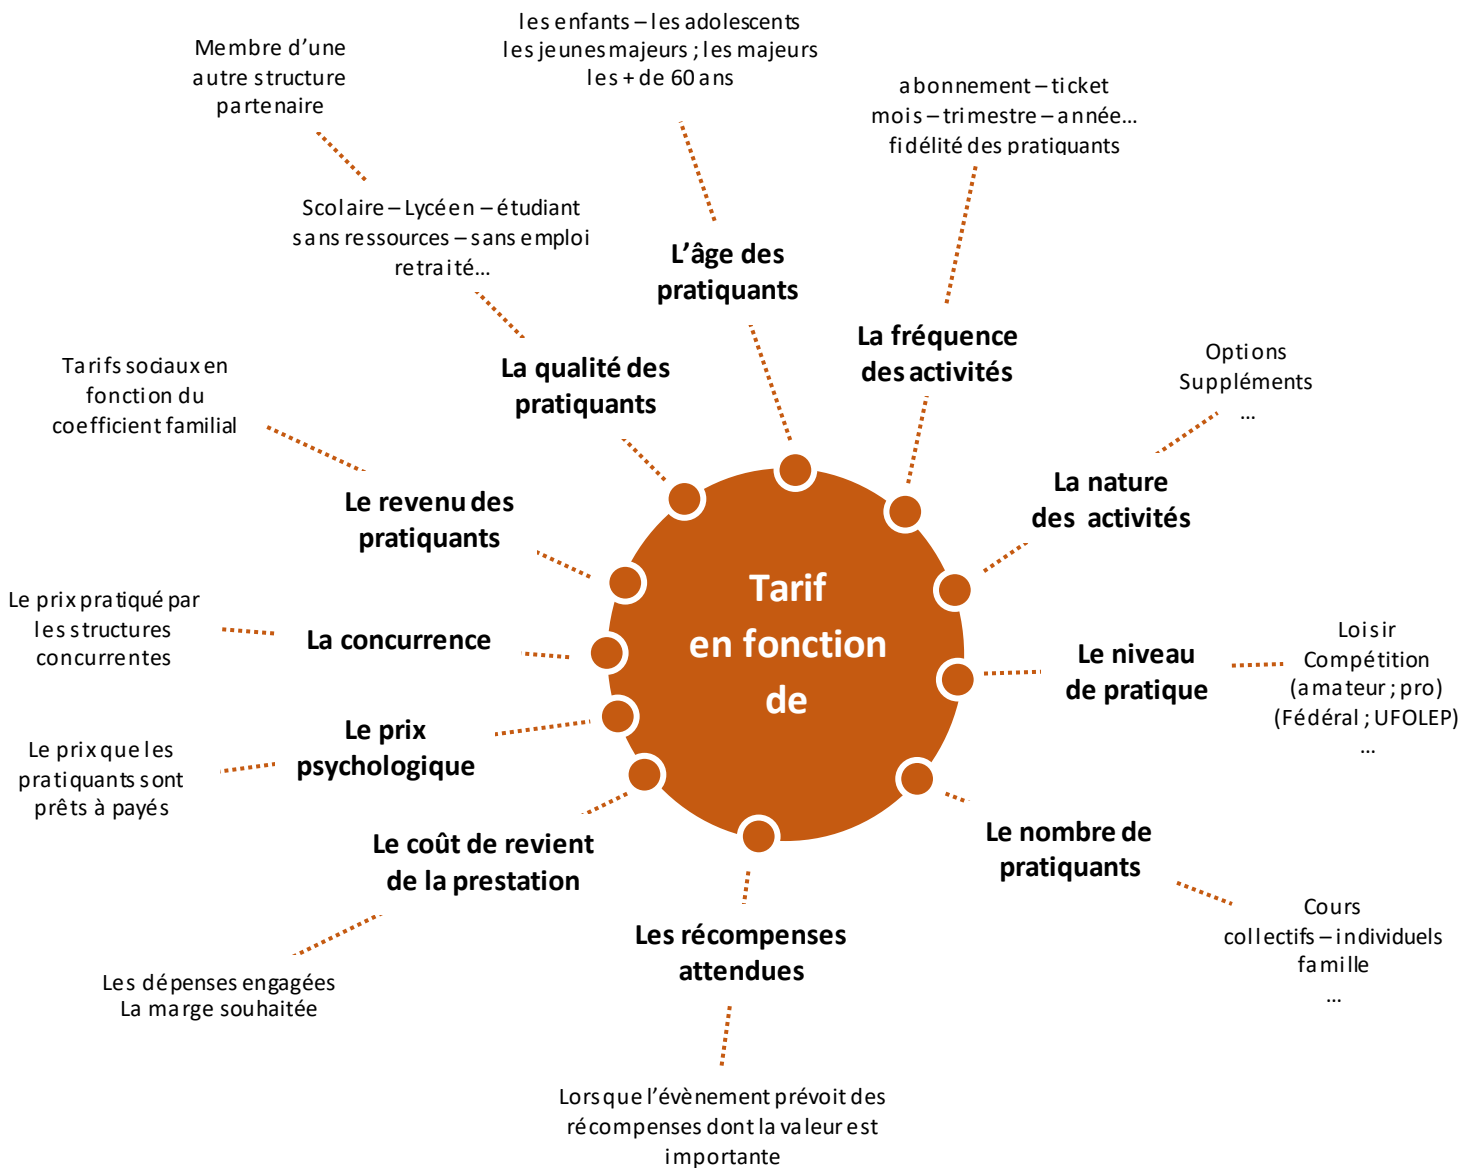 les enfants – les adolescents
les jeunes majeurs ; les majeurs
les + de 60 ans
Membre d’une
autre structure
partenaire
abonnement – ticket
mois – trimestre – année…
fidélité des pratiquants
Scolaire – Lycéen – étudiant
sans ressources – sans emploi
retraité…
L’âge des
pratiquants
La fréquence
des activités
Options
Suppléments
…
La qualité des
pratiquants
Tarifs sociaux en
fonction du
coefficient familial
La nature
des activités
Le revenu des
pratiquants
Tarif
en fonction
de
Le prix pratiqué par
les structures
concurrentes
La concurrence
Le niveau
de pratique
Loisir
Compétition
(amateur ; pro)
(Fédéral ; UFOLEP)
…
Le prix
psychologique
Le prix que les
pratiquants sont
prêts à payés
Le coût de revient
de la prestation
Le nombre de
pratiquants
Cours
collectifs – individuels
famille
…
Les récompenses
attendues
Les dépenses engagées
La marge souhaitée
Lorsque l’évènement prévoit des
récompenses dont la valeur est
importante